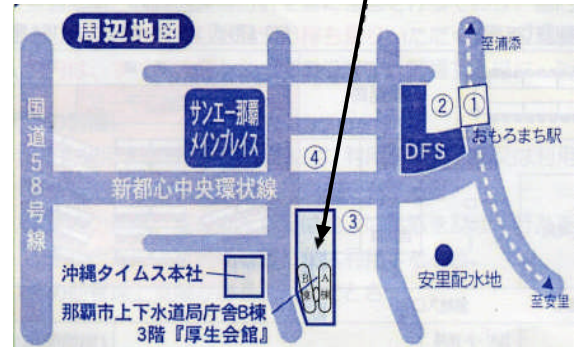 周辺地図
至浦添
国道58号線
サンエー那覇
メインプレイス
②
①
おもろまち駅
DFS
④
新都心中央環状線
③
沖縄タイムス本社
B棟
A棟
安里配水地
至安里
那覇市上下水道局庁舎B棟
3階『厚生会館』